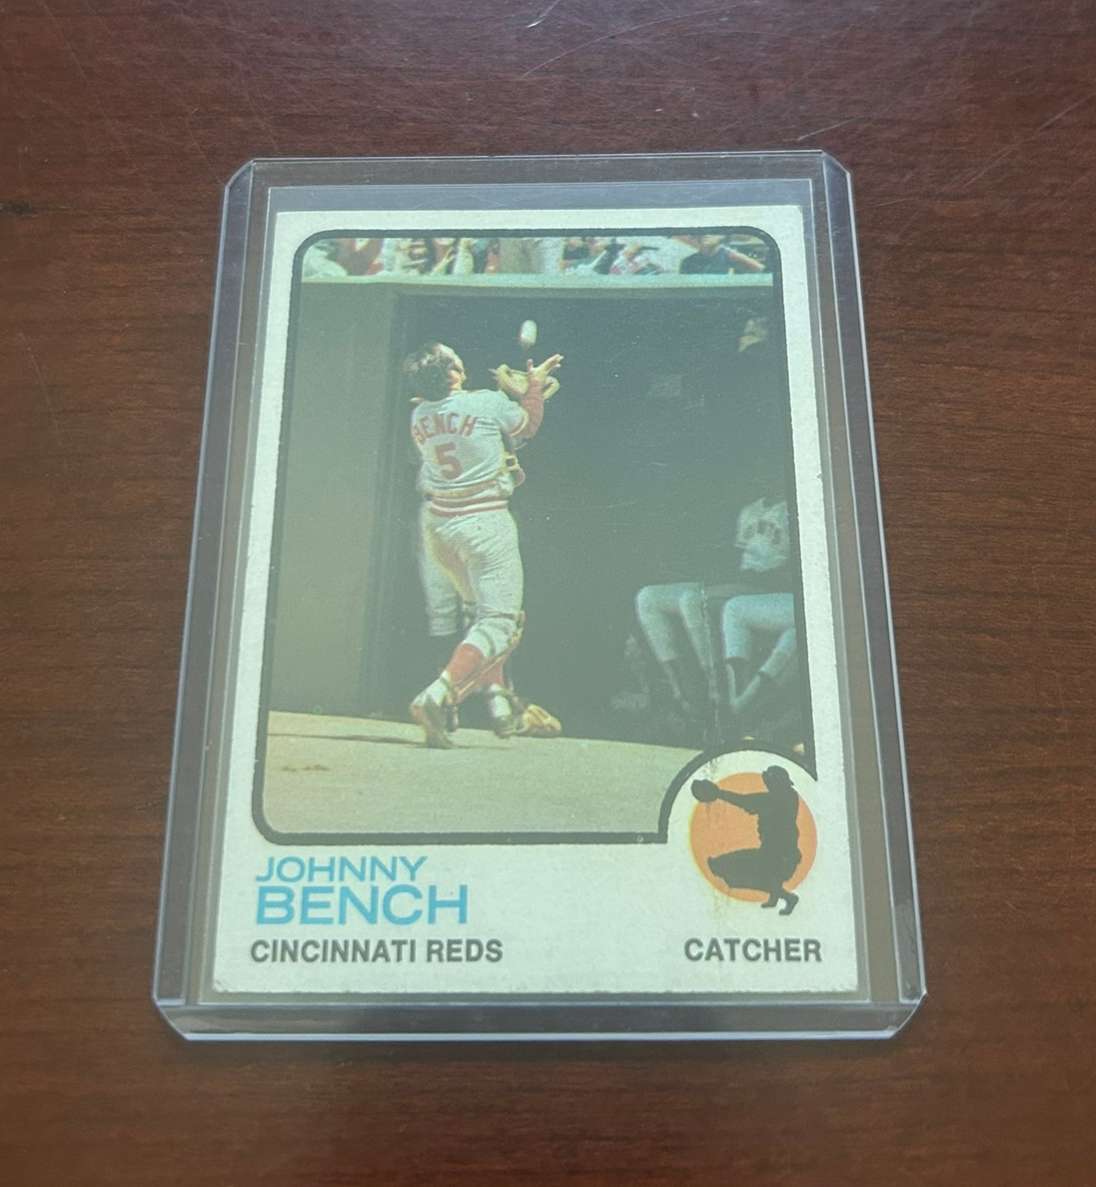 BENCH
5
JOHNNY
BENCH
CINCINNATI REDS
CATCHER